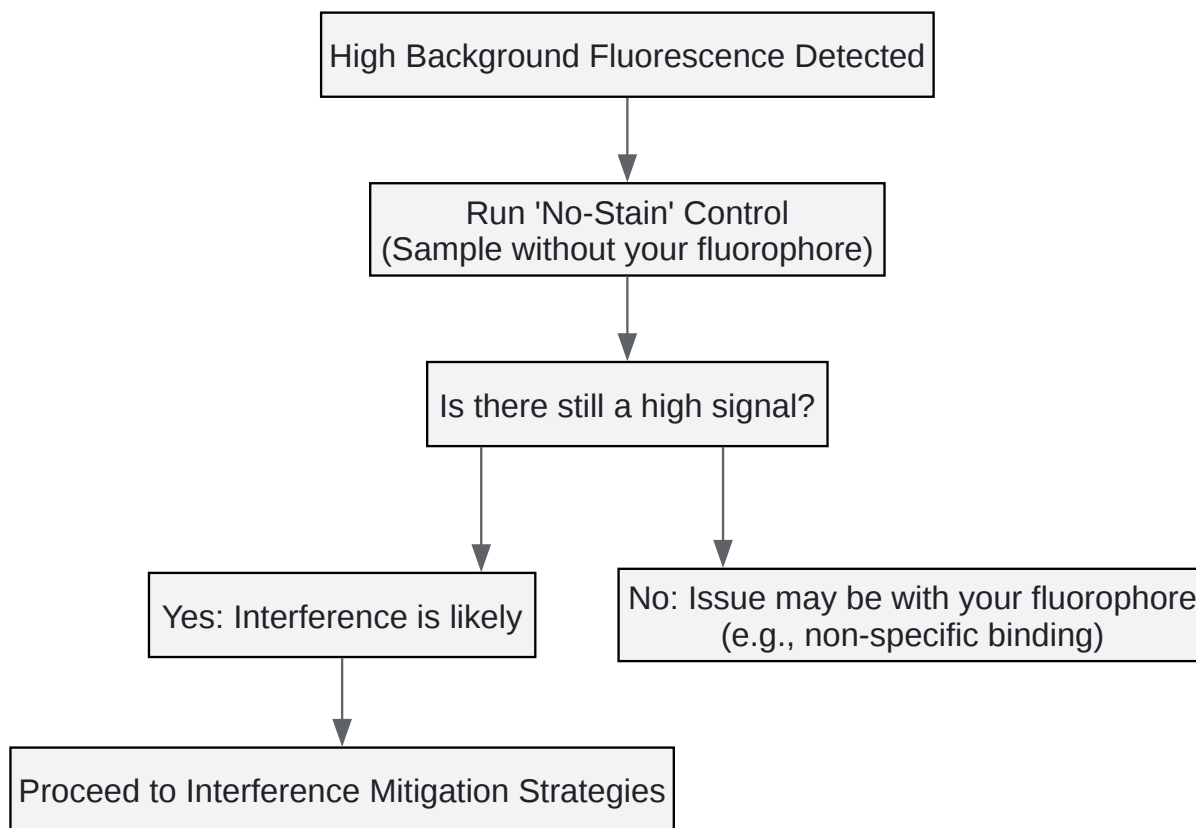 High Background Fluorescence Detected
Run 'No-Stain' Control
(Sample without your fluorophore)
Is there still a high signal?
Yes: Interference is likely
No: Issue may be with your fluorophore
(e.g., non-specific binding)
Proceed to Interference Mitigation Strategies